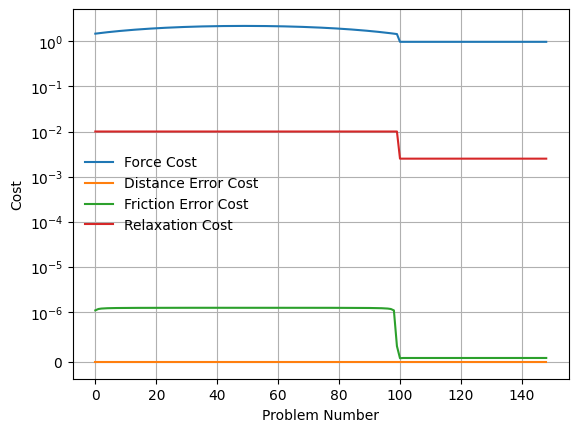 10⁰
10⁻¹
10⁻²
10⁻³
10⁻⁴
10⁻⁵
10⁻⁶
0
Cost
Force Cost
Distance Error Cost
Friction Error Cost
Relaxation Cost
0 20 40 60 80 100 120 140
Problem Number